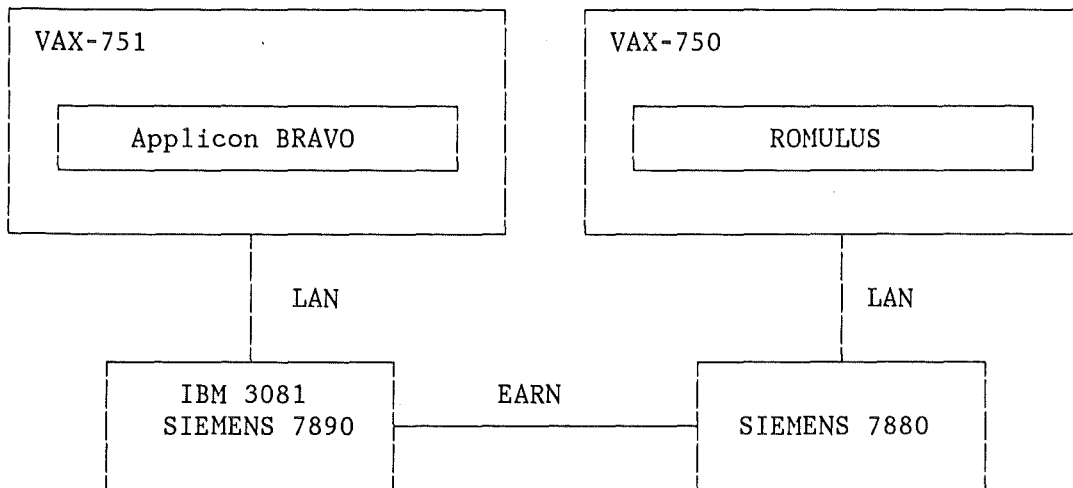 VAX-751
VAX-750
Applicon BRAVO
ROMULUS
LAN
LAN
IBM 3081
SIEMENS 7890
EARN
SIEMENS 7880